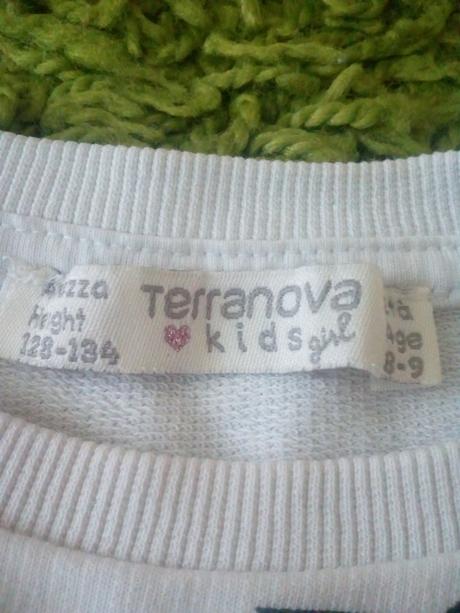 Height
128-134
Terranova
kids girl
Age
8-9